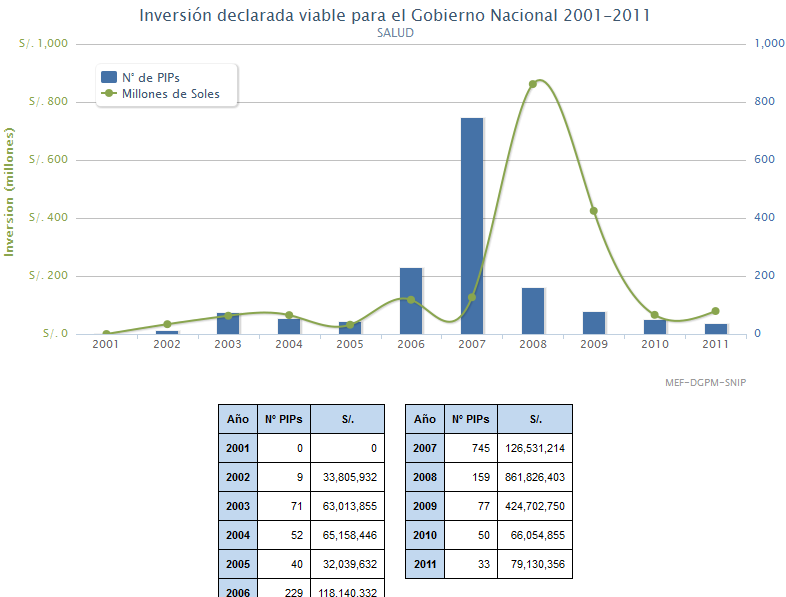 Inversión declarada viable para el Gobierno Nacional 2001-2011
SALUD
S/. 1,000
S/. 800
S/. 600
S/. 400
S/. 200
S/. 0
Inversion (millones)
N° de PIPs
Millones de Soles
1,000
800
600
400
200
0
2001 2002 2003 2004 2005 2006 2007 2008 2009 2010 2011
MEF-DGPM-SNIP
Año Nº PIPs S/.
2001 0 0
2002 9 33,805,932
2003 71 63,013,855
2004 52 65,158,446
2005 40 32,039,632
2006 229 118,140,332
Año Nº PIPs S/.
2007 745 126,531,214
2008 159 861,826,403
2009 77 424,702,750
2010 50 66,054,855
2011 33 79,130,356